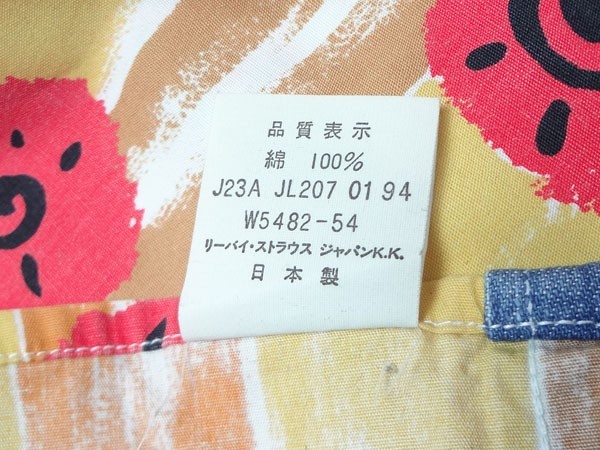 品質表示
綿 100%
J23A JL207 01 94
W5482-54
リーバイ・ストラウス ジャパンK.K.
日本製